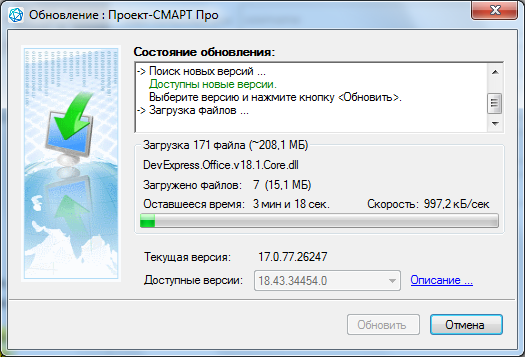 Обновление : Проект-СМАРТ Про
Состояние обновления:
-> Поиск новых версий ...
Доступны новые версии.
Выберите версию и нажмите кнопку <Обновить>.
-> Загрузка файлов ...
Загрузка 171 файла (~208,1 МБ)
DevExpress.Office.v18.1.Core.dll
Загружено файлов: 7 (15,1 МБ)
Оставшееся время: 3 мин и 18 сек. Скорость: 997,2 кБ/сек
Текущая версия: 17.0.77.26247
Доступные версии: 18.43.34454.0 Описание ...
Обновить Отмена